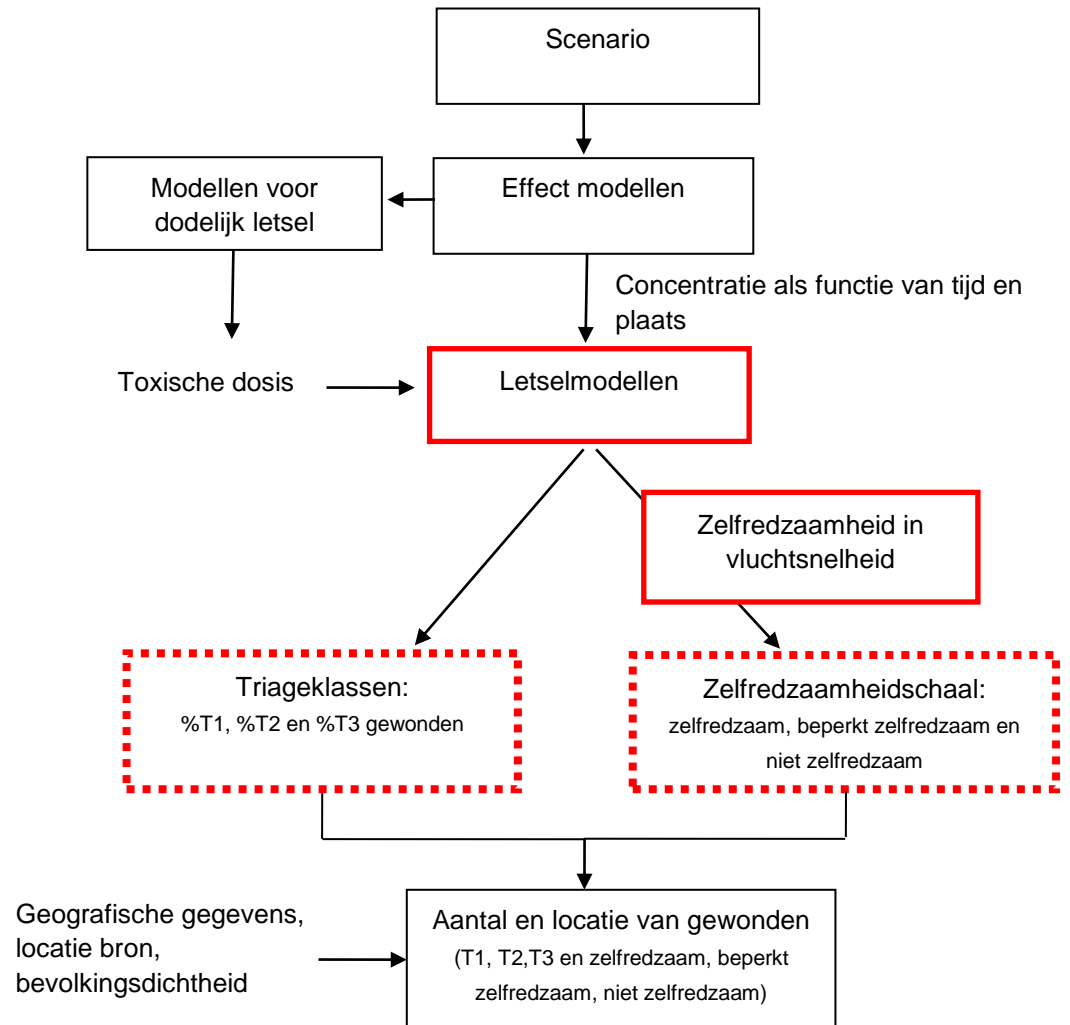 Scenario
Modellen voor
dodelijk letsel
Effect modellen
Concentratie als functie van tijd en
plaats
Toxische dosis
Letselmodellen
Zelfredzaamheid in
vluchtsnelheid
Triageklassen:
%T1, %T2 en %T3 gewonden
Zelfredzaamheidschaal:
zelfredzaam, beperkt zelfredzaam en
niet zelfredzaam
Geografische gegevens,
locatie bron,
bevolkingsdichtheid
Aantal en locatie van gewonden
(T1, T2,T3 en zelfredzaam, beperkt
zelfredzaam, niet zelfredzaam)